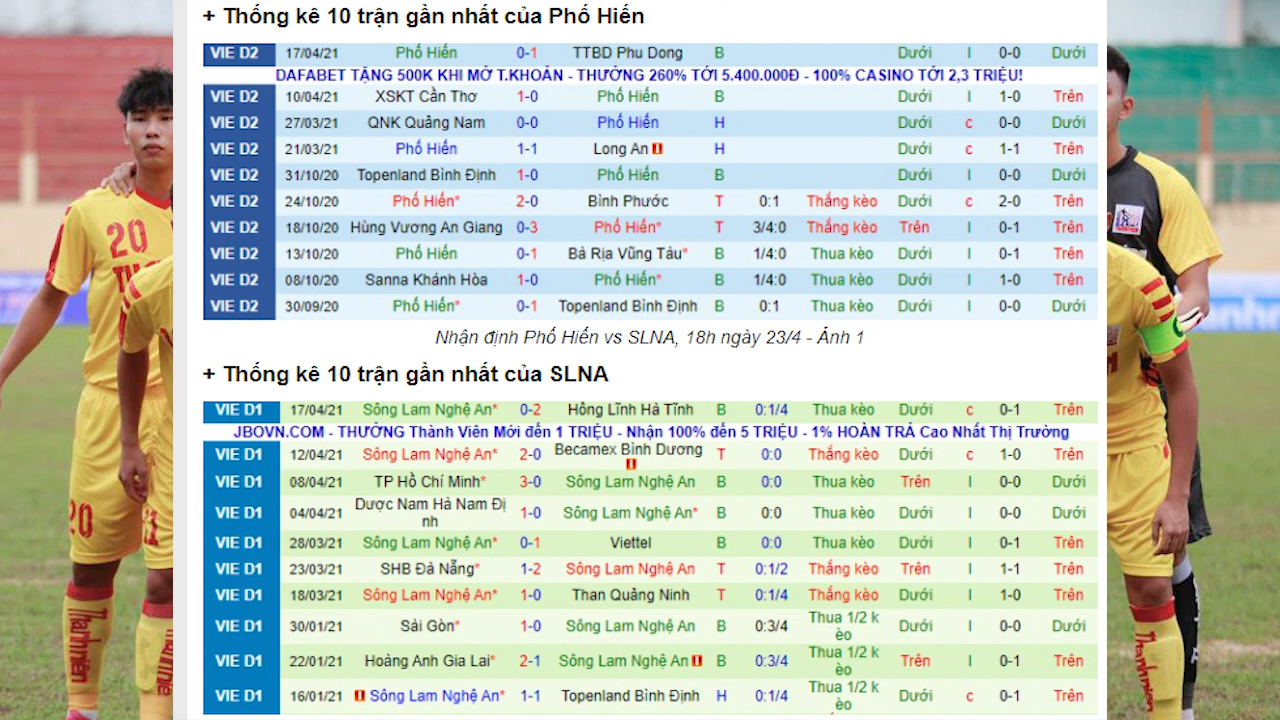 + Thống kê 10 trận gần nhất của Phố Hiến
VIE D2 17/04/21 Phố Hiến 0-1 TTBD Phu Dong B Dưới l 0-0 Dưới
DAFABET TẶNG 500K KHI MỞ T.KHOẢN - THƯỞNG 260% TỚI 5.400.000Đ - 100% CASINO TỚI 2,3 TRIỆU!
VIE D2 10/04/21 XSKT Cần Thơ 1-0 Phố Hiến B Dưới l 1-0 Trên
VIE D2 27/03/21 QNK Quảng Nam 0-0 Phố Hiến H Dưới c 0-0 Dưới
VIE D2 21/03/21 Phố Hiến 1-1 Long An H Dưới c 1-1 Trên
VIE D2 31/10/20 Topenland Bình Định 1-0 Phố Hiến B Dưới l 0-0 Dưới
VIE D2 24/10/20 Phố Hiến* 2-0 Bình Phước T 0:1 Thắng kèo Dưới c 2-0 Trên
VIE D2 18/10/20 Hùng Vương An Giang 0-3 Phố Hiến* T 3/4:0 Thắng kèo Trên l 0-1 Trên
VIE D2 13/10/20 Phố Hiến 0-1 Bà Rịa Vũng Tàu* B 1/4:0 Thua kèo Dưới l 0-1 Trên
VIE D2 08/10/20 Sanna Khánh Hòa 1-0 Phố Hiến* B 1/4:0 Thua kèo Dưới l 1-0 Trên
VIE D2 30/09/20 Phố Hiến* 0-1 Topenland Bình Định B 0:1 Thua kèo Dưới l 0-0 Dưới
Nhận định Phố Hiến vs SLNA, 18h ngày 23/4 - Ảnh 1
+ Thống kê 10 trận gần nhất của SLNA
VIE D1 17/04/21 Sông Lam Nghệ An* 0-2 Hồng Lĩnh Hà Tĩnh B 0:1/4 Thua kèo Dưới c 0-1 Trên
JBOVN.COM - THƯỞNG Thành Viên Mới đến 1 TRIỆU - Nhận 100% đến 5 TRIỆU - 1% HOÀN TRẢ Cao Nhất Thị Trường
VIE D1 12/04/21 Sông Lam Nghệ An* 2-0 Becamex Bình Dương T 0:0 Thắng kèo Dưới c 1-0 Trên
VIE D1 08/04/21 TP Hồ Chí Minh* 3-0 Sông Lam Nghệ An B 0:0 Thua kèo Trên l 0-0 Dưới
VIE D1 04/04/21 Dược Nam Hà Nam Đị
nh 1-0 Sông Lam Nghệ An* B 0:0 Thua kèo Dưới l 0-0 Dưới
VIE D1 28/03/21 Sông Lam Nghệ An* 0-1 Viettel B 0:0 Thua kèo Dưới l 0-1 Trên
VIE D1 23/03/21 SHB Đà Nẵng* 1-2 Sông Lam Nghệ An T 0:1/2 Thắng kèo Trên l 1-1 Trên
VIE D1 18/03/21 Sông Lam Nghệ An* 1-0 Than Quảng Ninh T 0:1/4 Thắng kèo Dưới l 1-0 Trên
VIE D1 30/01/21 Sài Gòn* 1-0 Sông Lam Nghệ An B 0:3/4 Thua 1/2 k
èo Dưới l 0-0 Dưới
VIE D1 22/01/21 Hoàng Anh Gia Lai* 2-1 Sông Lam Nghệ An B 0:3/4 Thua 1/2 k
èo Trên l 0-1 Trên
VIE D1 16/01/21 Sông Lam Nghệ An* 1-1 Topenland Bình Định H 0:1/4 Thua 1/2 k
èo Dưới c 0-1 Trên
20
20
Thanhniên